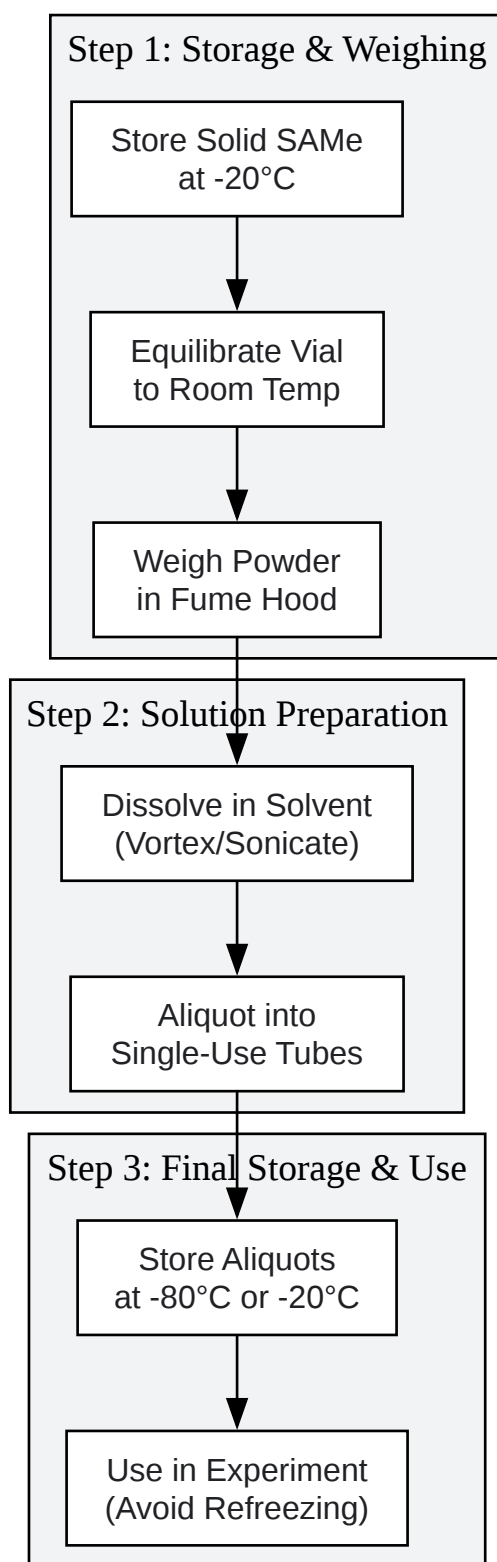 Step 1: Storage & Weighing
Store Solid SAMe
at -20°C
Equilibrate Vial
to Room Temp
Weigh Powder
in Fume Hood
Step 2: Solution Preparation
Dissolve in Solvent
(Vortex/Sonicate)
Aliquot into
Single-Use Tubes
Step 3: Final Storage & Use
Store Aliquots
at -80°C or -20°C
Use in Experiment
(Avoid Refreezing)